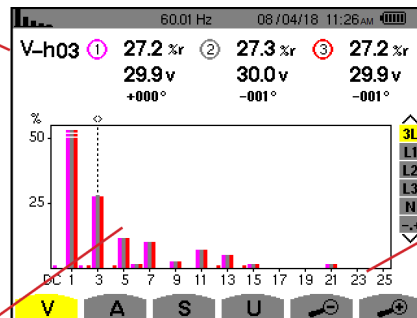 60.01 Hz 08/04/18 11:26AM
V-h03 1 27.2 %r 2 27.3 %r 3 27.2 %r
29.9 v 30.0 v 29.9 v
+000° -001° -001°
%
50
25
DC 1 3 5 7 9 11 13 15 17 19 21 23 25
3L
L1
L2
L3
N
V A S U